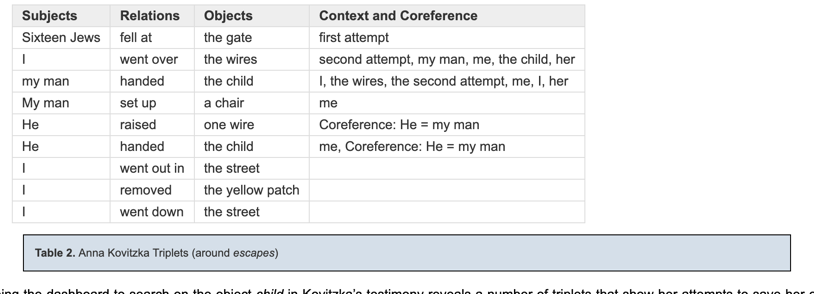 Subjects Relations Objects Context and Coreference
Sixteen Jews fell at the gate first attempt
I went over the wires second attempt, my man, me, the child, her
my man handed the child I, the wires, the second attempt, me, I, her
My man set up a chair me
He raised one wire Coreference: He = my man
He handed the child me, Coreference: He = my man
I went out in the street
I removed the yellow patch
I went down the street
Table 2. Anna Kovitzka Triplets (around escapes)
the dashboard to search on the object child in Kovitzka's testimony reveals a number of triplets that show her attempts to save her